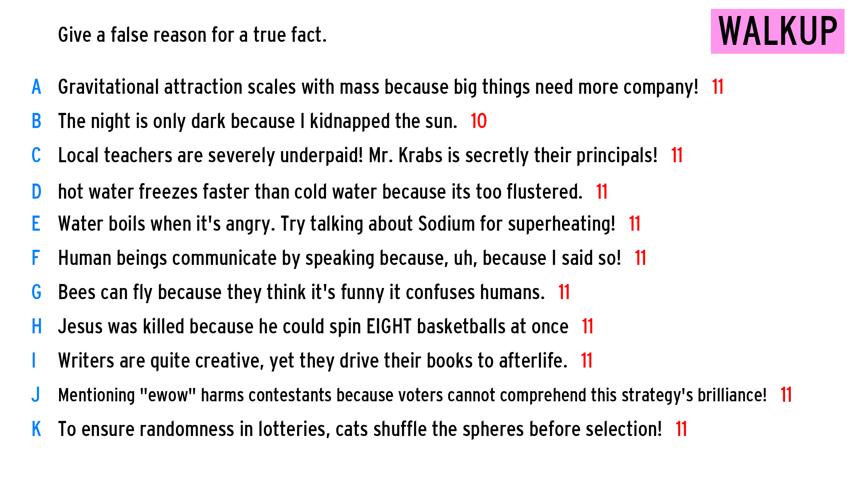 Give a false reason for a true fact.
WALKUP
A Gravitational attraction scales with mass because big things need more company! 11
B The night is only dark because I kidnapped the sun. 10
C Local teachers are severely underpaid! Mr. Krabs is secretly their principals! 11
D hot water freezes faster than cold water because its too flustered. 11
E Water boils when it's angry. Try talking about Sodium for superheating! 11
F Human beings communicate by speaking because, uh, because I said so! 11
G Bees can fly because they think it's funny it confuses humans. 11
H Jesus was killed because he could spin EIGHT basketballs at once 11
I Writers are quite creative, yet they drive their books to afterlife. 11
J Mentioning "ewow" harms contestants because voters cannot comprehend this strategy's brilliance! 11
K To ensure randomness in lotteries, cats shuffle the spheres before selection! 11